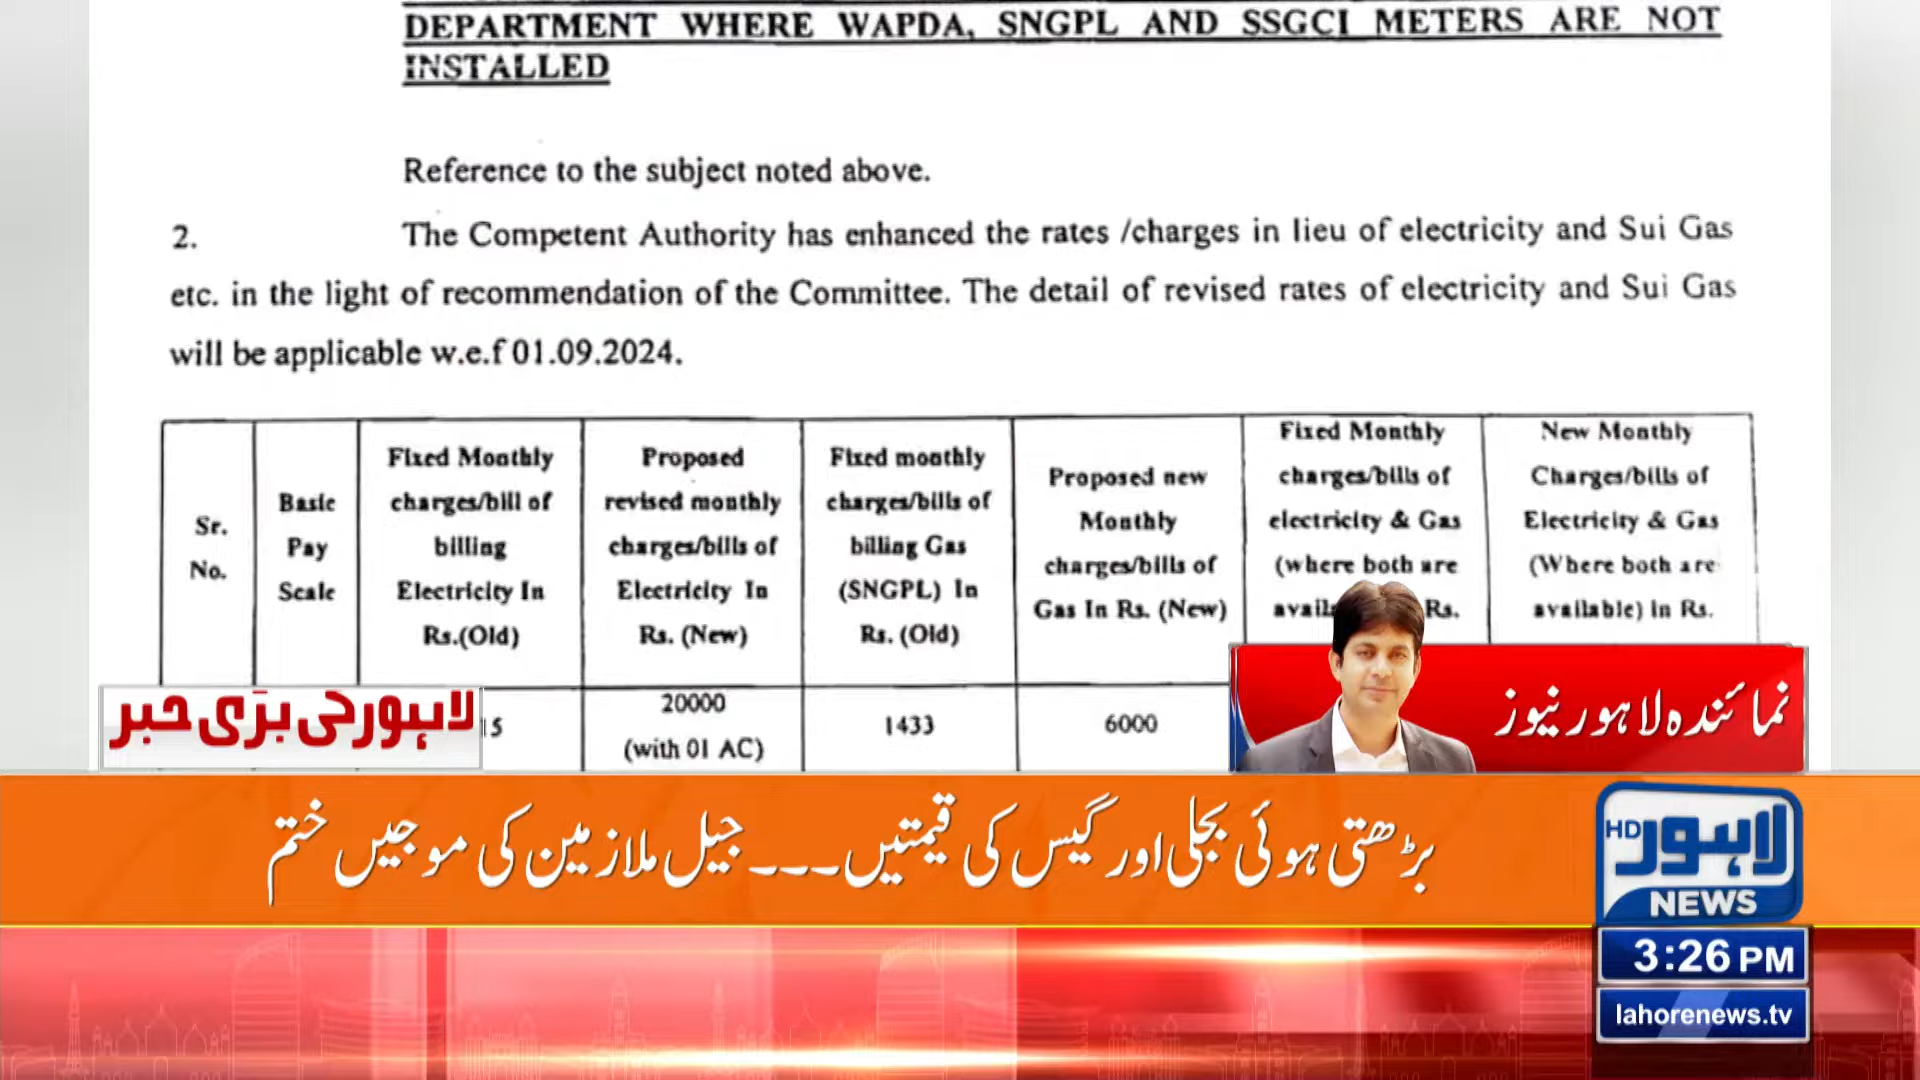 DEPARTMENT WHERE WAPDA, SNGPL AND SSGCI METERS ARE NOT
INSTALLED
Reference to the subject noted above.
2. The Competent Authority has enhanced the rates /charges in lieu of electricity and Sui Gas
etc. in the light of recommendation of the Committee. The detail of revised rates of electricity and Sui Gas
will be applicable w.e.f 01.09.2024.
Sr.
No.
Basic
Pay
Scale
Fixed Monthly
charges/bill of
billing
Electricity In
Rs.(Old)
Proposed
revised monthly
charges/bills of
Electricity In
Rs. (New)
Fixed monthly
charges/bills of
billing Gas
(SNGPL) In
Rs. (Old)
Proposed new
Monthly
charges/bills of
Gas In Rs. (New)
Fixed Monthly
charges/bills of
electricity & Gas
(where both are
Rs.
New Monthly
Charges/bills of
Electricity & Gas
(Where both are
available) In Rs.
15
20000
(with 01 AC)
1433
6000
لاہور کی بڑی خبر
نمائندہ لاہور نیوز
بڑھتی ہوئی بجلی اور گیس کی قیمتیں۔۔۔جیل ملازمین کی موجیں ختم
HD
لاہور
NEWS
3:26 PM
lahorenews.tv